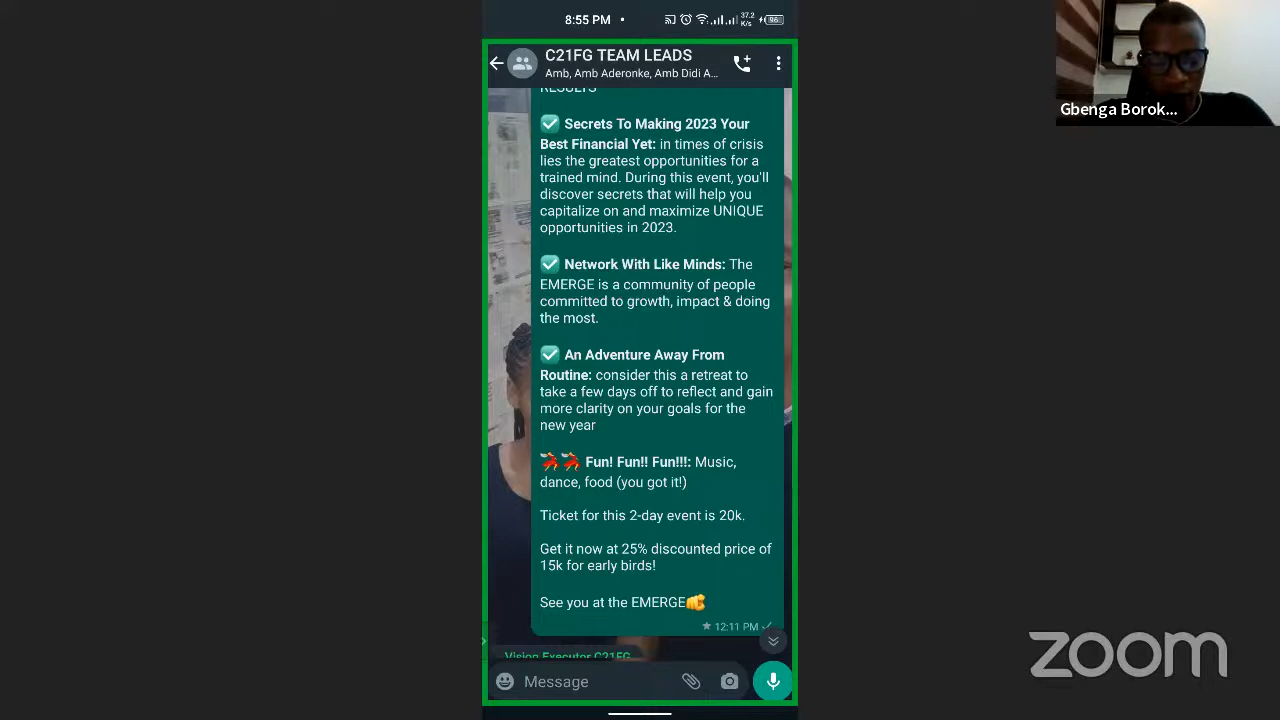 8:55 PM
37.2
K/s
96
C21FG TEAM LEADS
Amb, Amb Aderonke, Amb Didi A...
Gbenga Borok...
RESULTS
Secrets To Making 2023 Your
Best Financial Yet: in times of crisis
lies the greatest opportunities for a
trained mind. During this event, you'll
discover secrets that will help you
capitalize on and maximize UNIQUE
opportunities in 2023.
Network With Like Minds: The
EMERGE is a community of people
committed to growth, impact & doing
the most.
An Adventure Away From
Routine: consider this a retreat to
take a few days off to reflect and gain
more clarity on your goals for the
new year
Fun! Fun!! Fun!!!: Music,
dance, food (you got it!)
Ticket for this 2-day event is 20k.
Get it now at 25% discounted price of
15k for early birds!
See you at the EMERGE
12:11 PM
Vision Executor C21FG
Message
zoom